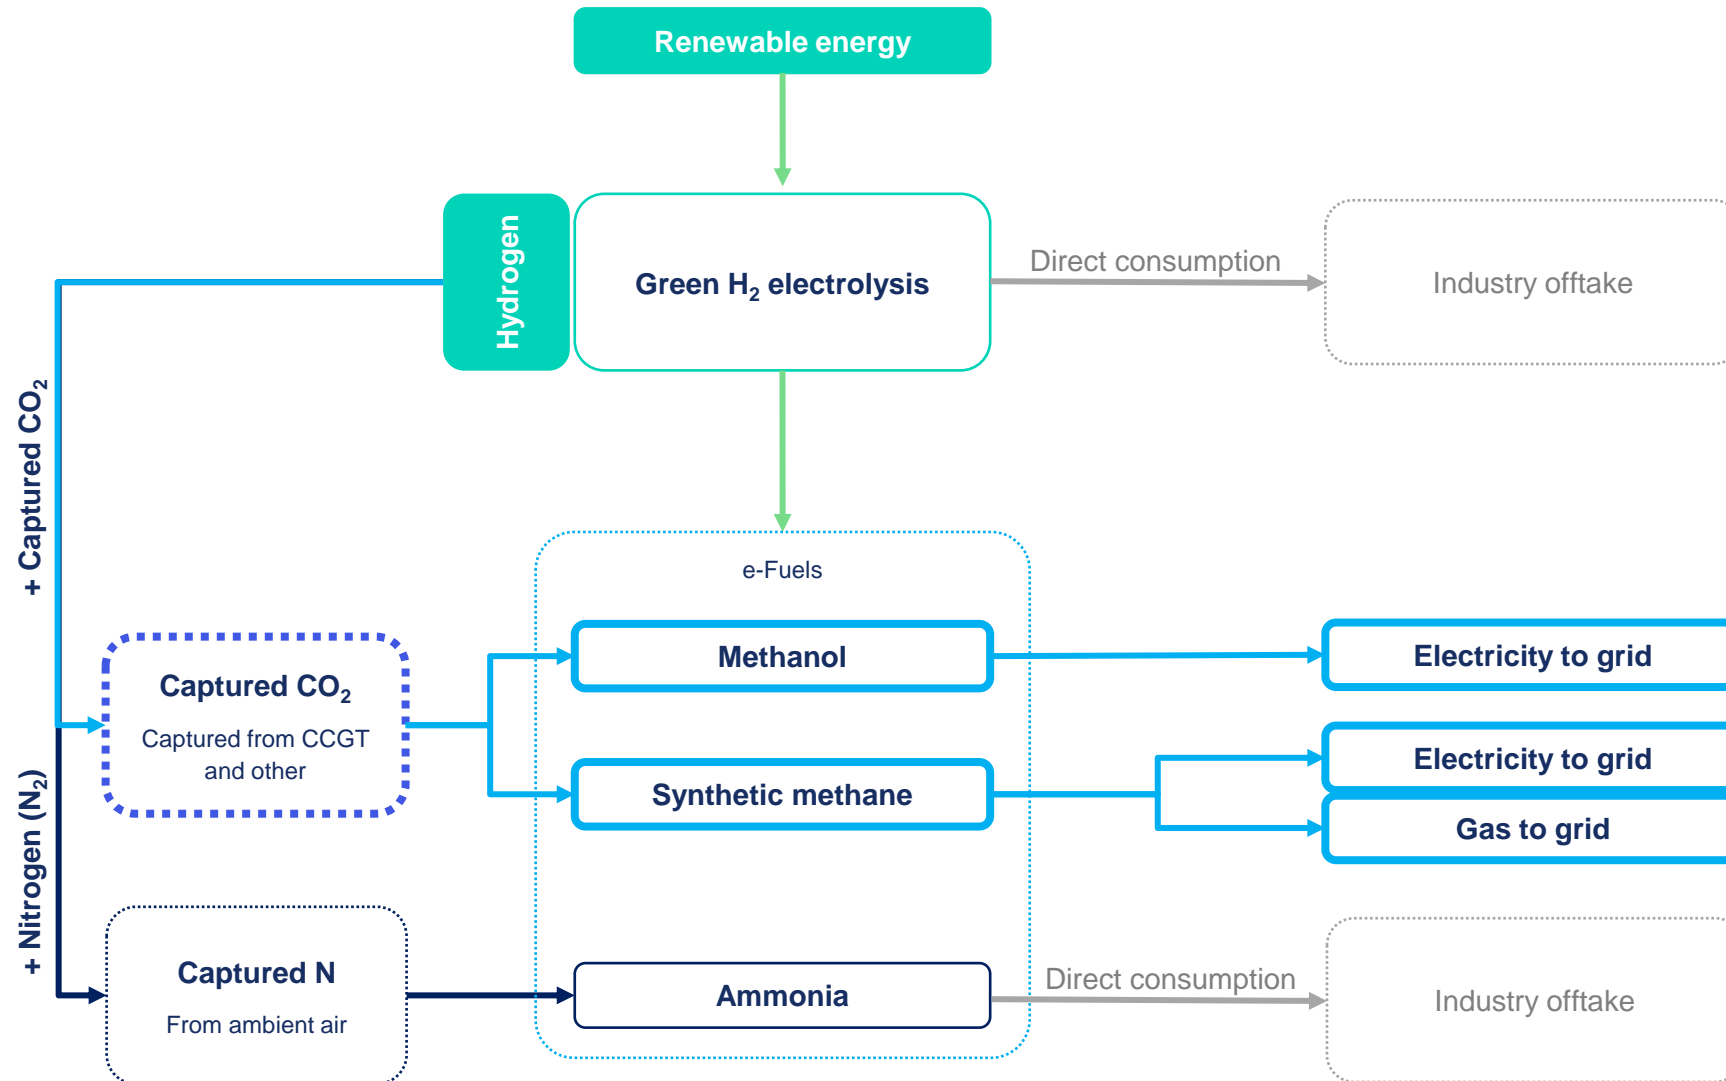 Renewable energy
Hydrogen
Green H₂ electrolysis
Direct consumption
Industry offtake
+ Captured CO₂
e-Fuels
Methanol
Electricity to grid
Captured CO₂
Captured from CCGT
and other
Electricity to grid
Synthetic methane
Gas to grid
+ Nitrogen (N₂)
Captured N
From ambient air
Ammonia
Direct consumption
Industry offtake